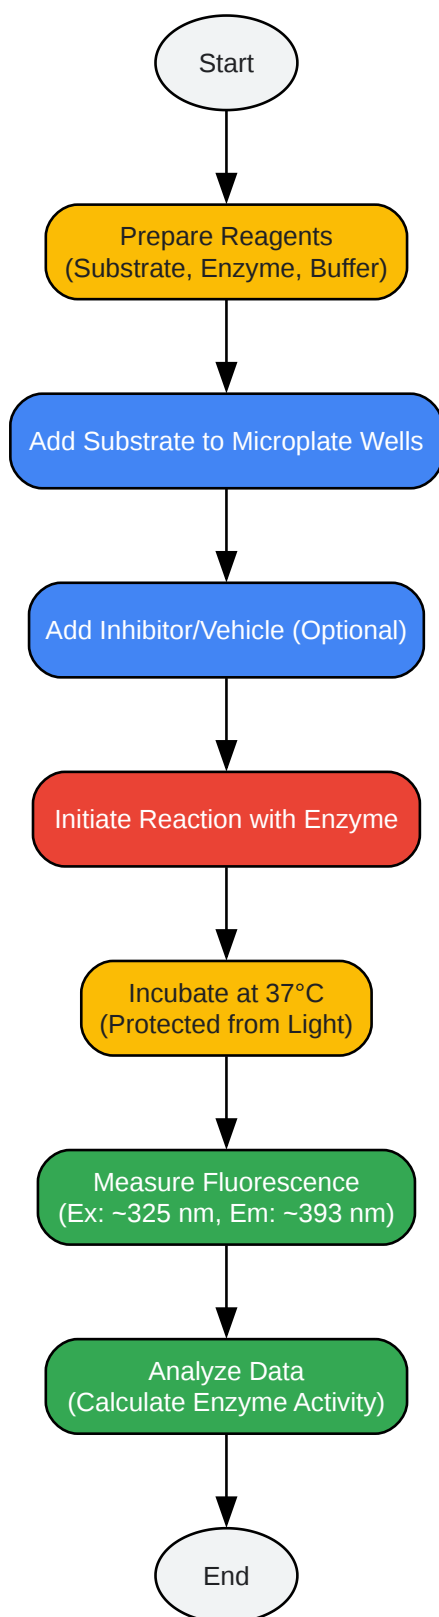 Start
Prepare Reagents
(Substrate, Enzyme, Buffer)
Add Substrate to Microplate Wells
Add Inhibitor/Vehicle (Optional)
Initiate Reaction with Enzyme
Incubate at 37°C
(Protected from Light)
Measure Fluorescence
(Ex: ~325 nm, Em: ~393 nm)
Analyze Data
(Calculate Enzyme Activity)
End